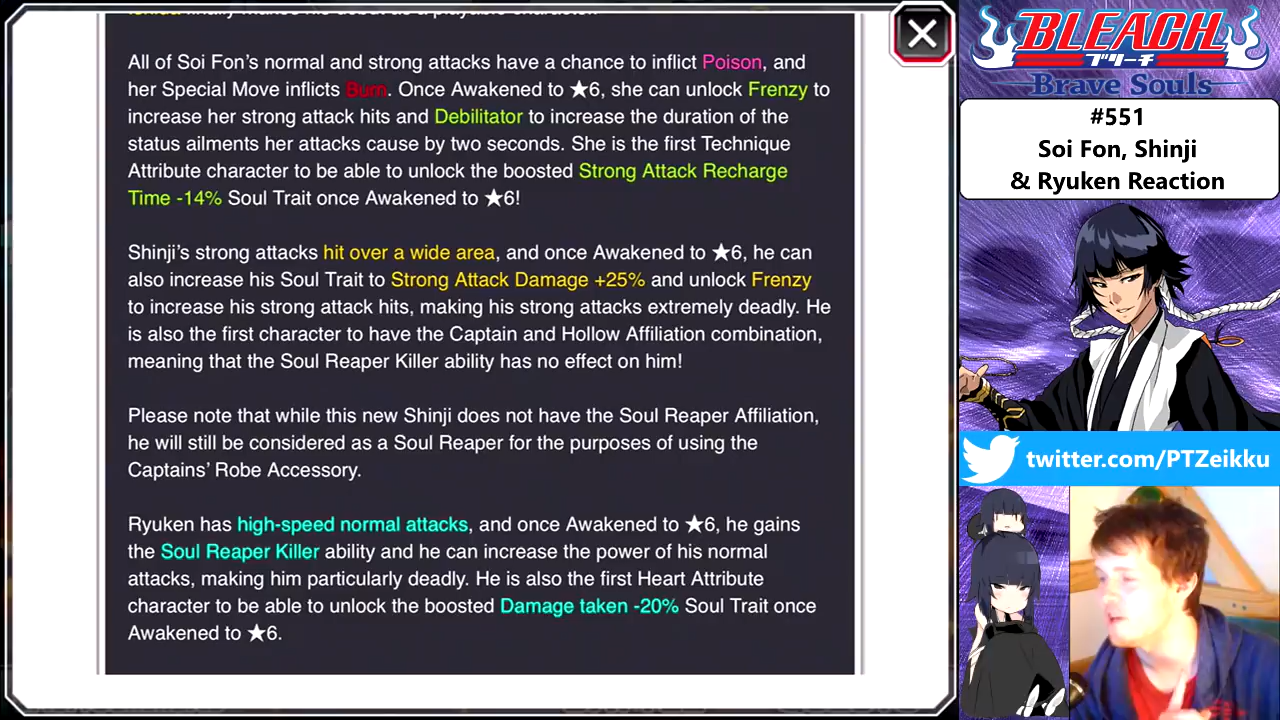 All of Soi Fon's normal and strong attacks have a chance to inflict Poison, and
her Special Move inflicts Burn. Once Awakened to ★6, she can unlock Frenzy to
increase her strong attack hits and Debilitator to increase the duration of the
status ailments her attacks cause by two seconds. She is the first Technique
Attribute character to be able to unlock the boosted Strong Attack Recharge
Time -14% Soul Trait once Awakened to ★6!
Shinji's strong attacks hit over a wide area, and once Awakened to ★6, he can
also increase his Soul Trait to Strong Attack Damage +25% and unlock Frenzy
to increase his strong attack hits, making his strong attacks extremely deadly. He
is also the first character to have the Captain and Hollow Affiliation combination,
meaning that the Soul Reaper Killer ability has no effect on him!
Please note that while this new Shinji does not have the Soul Reaper Affiliation,
he will still be considered as a Soul Reaper for the purposes of using the
Captains' Robe Accessory.
Ryuken has high-speed normal attacks, and once Awakened to ★6, he gains
the Soul Reaper Killer ability and he can increase the power of his normal
attacks, making him particularly deadly. He is also the first Heart Attribute
character to be able to unlock the boosted Damage taken -20% Soul Trait once
Awakened to ★6.
BLEACH
ブリーチ
Brave Souls
#551
Soi Fon, Shinji
& Ryuken Reaction
twitter.com/PTZeikku